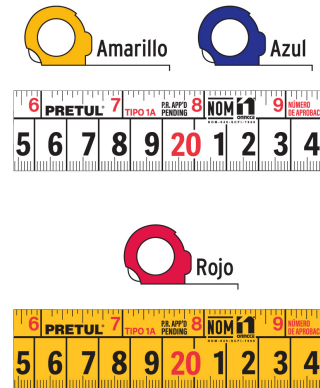 Amarillo Azul
6 PRETUL® 7 TIPO 1A P.R. APP'D PENDING 8 NOM 9 NÚMERO DE APROBAC
5 6 7 8 9 20 1 2 3 4
Rojo
6 PRETUL® 7 TIPO 1A P.R. APP'D PENDING 8 NOM 9 NÚMERO DE APROBAC
5 6 7 8 9 20 1 2 3 4